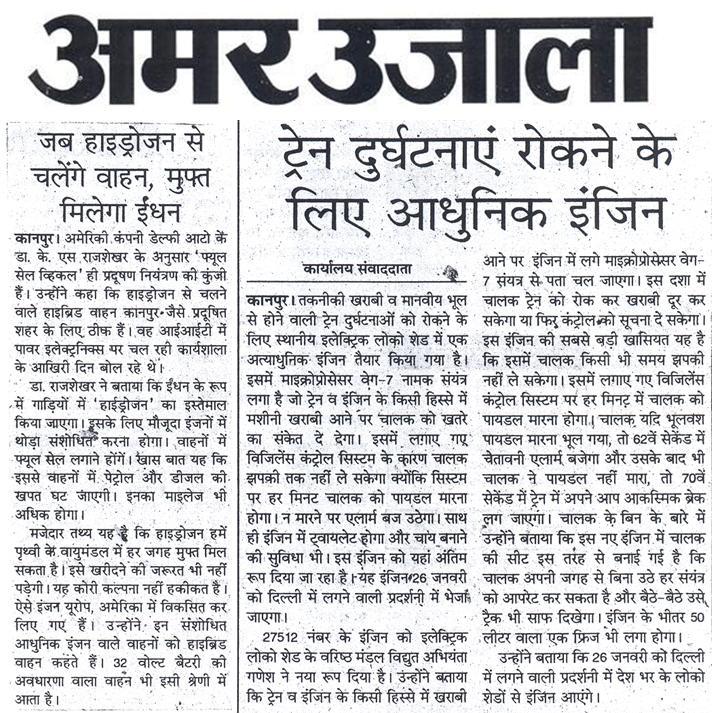 अमर उजाला
जब हाइड्रोजन से
चलेंगे वाहन, मुफ्त
मिलेगा ईंधन
कानपुर। अमेरिकी कंपनी डेल्फी आटो के
डा. के. एस. राजशेखर के अनुसार 'फ्यूल
सेल व्हिकल' ही प्रदूषण नियंत्रण की कुंजी
हैं। उन्होंने कहा कि हाइड्रोजन से चलने
वाले हाइब्रिड वाहन कानपुर जैसे प्रदूषित
शहर के लिए ठीक हैं। वह आईआईटी में
पावर इलेक्ट्रनिक्स पर चल रही कार्यशाला
के आखिरी दिन बोल रहे थे।
डा. राजशेखर ने बताया कि ईंधन के रूप
में गाड़ियों में 'हाईड्रोजन' का इस्तेमाल
किया जाएगा। इसके लिए मौजूदा इंजनों में
थोड़ा संशोधित करना होगा। वाहनों में
फ्यूल सेल लगाने होंगें। खास बात यह कि
इससे वाहनों में पेट्रोल और डीजल की
खपत घट जाएगी। इनका माइलेज भी
अधिक होगा।
मजेदार तथ्य यह है कि हाइड्रोजन हमें
पृथ्वी के वायुमंडल में हर जगह मुफ्त मिल
सकता है। इसे खरीदने की जरूरत भी नहीं
पड़ेगी। यह कोरी कल्पना नहीं हकीकत है।
ऐसे इंजन यूरोप, अमेरिका में विकसित कर
लिए गए हैं। उन्होंने इन संशोधित
आधुनिक इंजन वाले वाहनों को हाइब्रिड
वाहन कहते हैं। 32 वोल्ट बैटरी की
अवधारणा वाला वाहन भी इसी श्रेणी में
आता है।
ट्रेन दुर्घटनाएं रोकने के
लिए आधुनिक इंजिन
कार्यालय संवाददाता
कानपुर। तकनीकी खराबी व मानवीय भूल
से होने वाली ट्रेन दुर्घटनाओं को रोकने के
लिए स्थानीय इलेक्ट्रिक लोको शेड में एक
अत्याधुनिक इंजिन तैयार किया गया है।
इसमें माइक्रोप्रोसेसर वेग-7 नामक संयंत्र
लगा है जो ट्रेन व इंजिन के किसी हिस्से में
मशीनी खराबी आने पर चालक को खतरे
का संकेत दे देगा। इसमें लगाए गए
विजिलेंस कंट्रोल सिस्टम के कारण चालक
झपकी तक नहीं ले सकेगा क्योंकि सिस्टम
पर हर मिनट चालक को पायडल मारना
होगा। न मारने पर एलार्म बज उठेगा। साथ
ही इंजिन में ट्वायलेट होगा और चाय बनाने
की सुविधा भी। इस इंजिन को यहां अंतिम
रूप दिया जा रहा है। यह इंजिन 26 जनवरी
को दिल्ली में लगने वाली प्रदर्शनी में भेजा
जाएगा।
27512 नंबर के इंजिन को इलेक्ट्रिक
लोको शेड के वरिष्ठ मंडल विद्युत अभियंता
गणेश ने नया रूप दिया है। उन्होंने बताया
कि ट्रेन व इंजिन के किसी हिस्से में खराबी
आने पर इंजिन में लगे माइक्रोप्रोसेसर वेग-
7 संयत्र से पता चल जाएगा। इस दशा में
चालक ट्रेन को रोक कर खराबी दूर कर
सकेगा या फिर कंट्रोल को सूचना दे सकेगा।
इस इंजिन की सबसे बड़ी खासियत यह है
कि इसमें चालक किसी भी समय झपकी
नहीं ले सकेगा। इसमें लगाए गए विजिलेंस
कंट्रोल सिस्टम पर हर मिनट में चालक को
पायडल मारना होगा। चालक यदि भूलवश
पायडल मारना भूल गया, तो 62वें सेकेंड में
चेतावनी एलार्म बजेगा और उसके बाद भी
चालक ने पायडल नहीं मारा, तो 70वें
सेकेंड में ट्रेन में अपने आप आकस्मिक ब्रेक
लग जाएगा। चालक के बिन के बारे में
उन्होंने बताया कि इस नए इंजिन में चालक
की सीट इस तरह से बनाई गई है कि
चालक अपनी जगह से बिना उठे हर संयंत्र
को आपरेट कर सकता है और बैठे-बैठे उसे
ट्रैक भी साफ दिखेगा। इंजिन के भीतर 50
लीटर वाला एक फ्रिज भी लगा होगा।
उन्होंने बताया कि 26 जनवरी को दिल्ली
में लगने वाली प्रदर्शनी में देश भर के लोको
शेडों से इंजिन आएंगे।